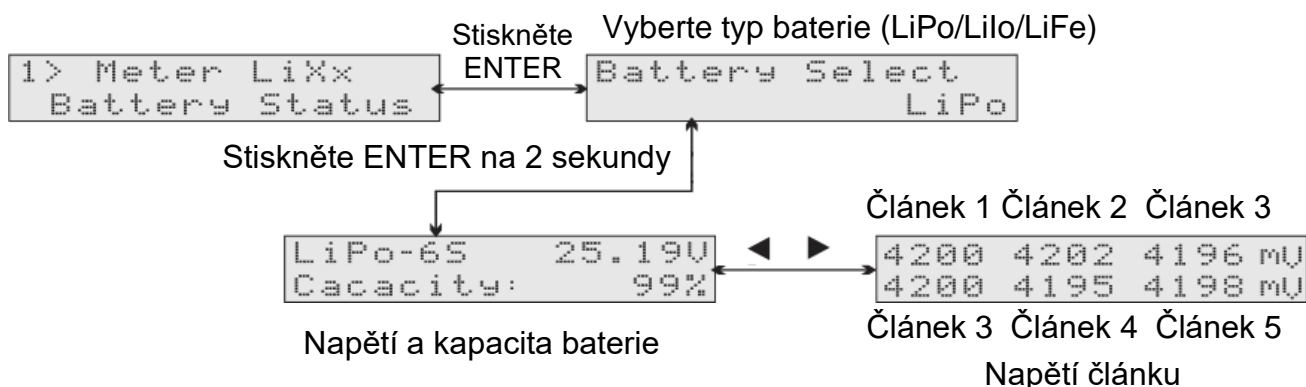 Stiskněte ENTER
Vyberte typ baterie (LiPo/LiIo/LiFe)
1> Meter LiXx
Battery Status
Battery Select
LiPo
Stiskněte ENTER na 2 sekundy
Článek 1 Článek 2 Článek 3
LiPo-6S 25.19V
Cacacity: 99%
◀ ▶
4200 4202 4196 mV
4200 4195 4198 mV
Článek 3 Článek 4 Článek 5
Napětí a kapacita baterie
Napětí článku